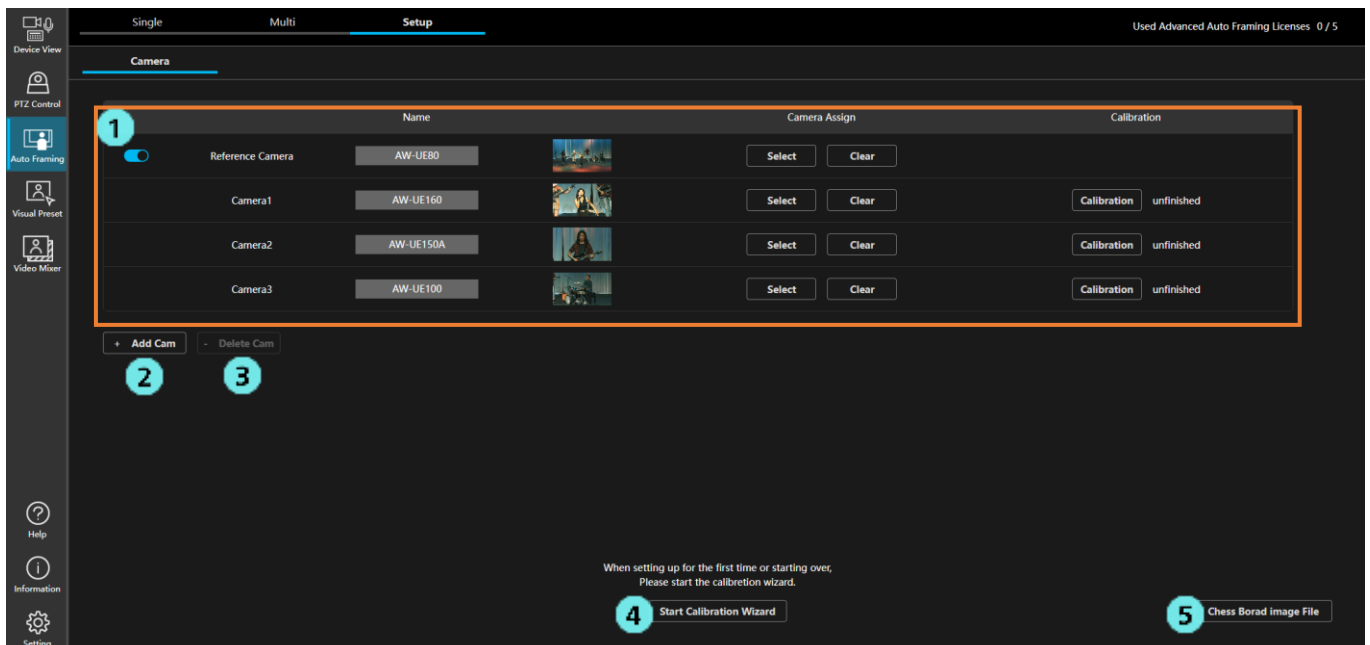 Single Multi Setup Used Advanced Auto Framing Licenses 0 / 5
Device View
Camera
PTZ Control
Auto Framing
Visual Preset
Video Mixer
1 Name Camera Assign Calibration
Reference Camera AW-UE80 Select Clear
Camera1 AW-UE160 Select Clear Calibration unfinished
Camera2 AW-UE150A Select Clear Calibration unfinished
Camera3 AW-UE100 Select Clear Calibration unfinished
+ Add Cam - Delete Cam
2 3
Help
Information
Setting
When setting up for the first time or starting over,
Please start the calibretion wizard.
4 Start Calibration Wizard 5 Chess Borad image File